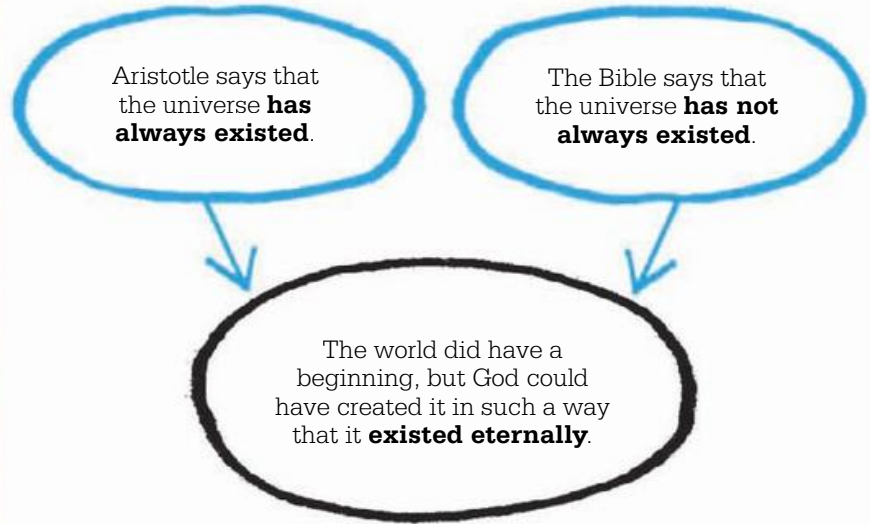 Aristotle says that
the universe has
always existed.
The Bible says that
the universe has not
always existed.
The world did have a
beginning, but God could
have created it in such a way
that it existed eternally.